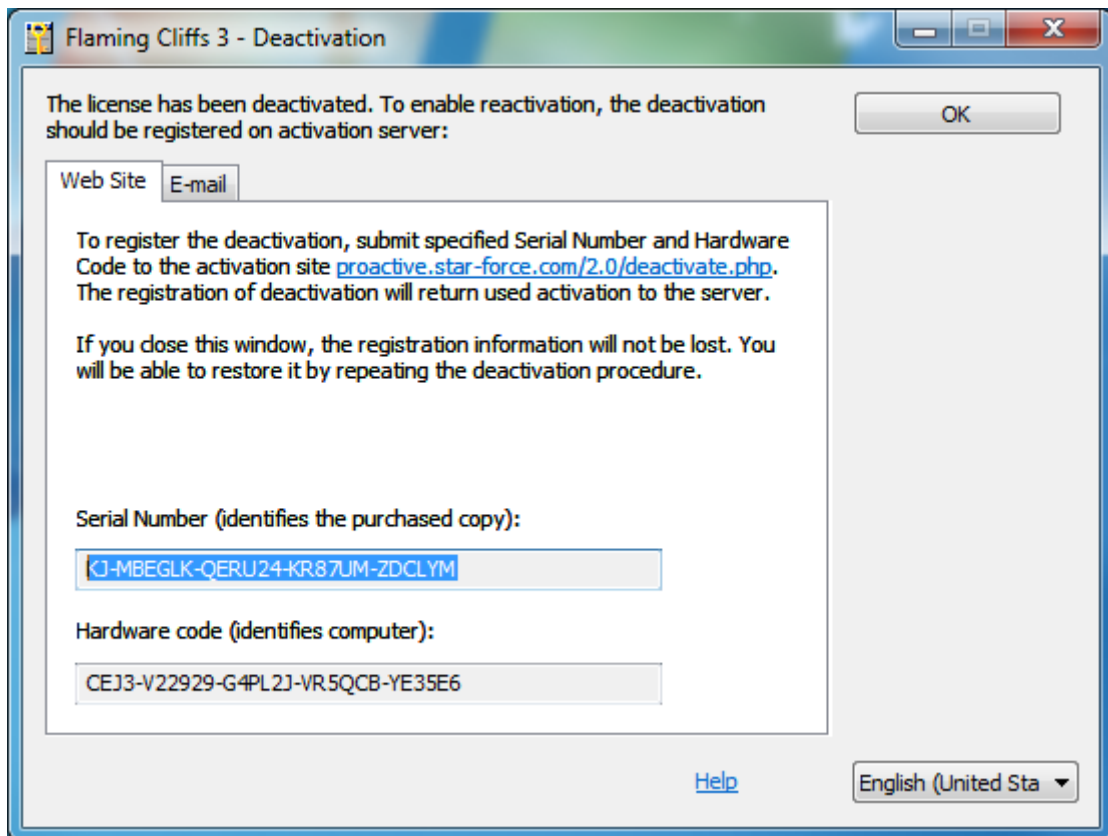 Flaming Cliffs 3 - Deactivation
The license has been deactivated. To enable reactivation, the deactivation
should be registered on activation server:
OK
Web Site
E-mail
To register the deactivation, submit specified Serial Number and Hardware
Code to the activation site proactive.star-force.com/2.0/deactivate.php.
The registration of deactivation will return used activation to the server.
If you close this window, the registration information will not be lost. You
will be able to restore it by repeating the deactivation procedure.
Serial Number (identifies the purchased copy):
KJ-MBEGLK-QERU24-KR87UM-ZDCLYM
Hardware code (identifies computer):
CEJ3-V22929-G4PL2J-VR5QCB-YE35E6
Help
English (United Sta